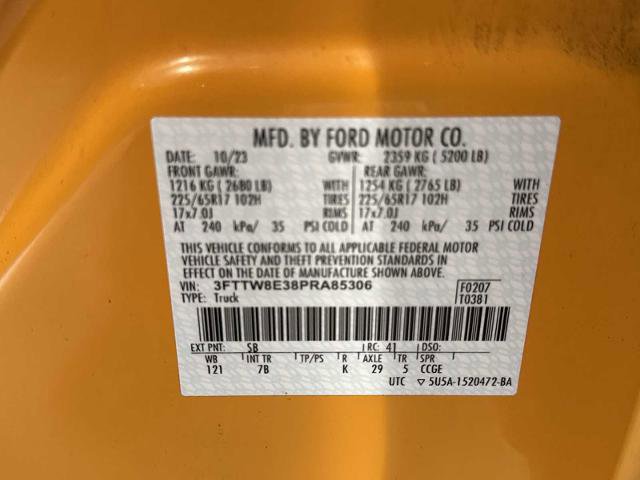 MFD. BY FORD MOTOR CO.
DATE: 10/23 GVWR: 2359 KG ( 5200 LB)
FRONT GAWR: REAR GAWR:
1216 KG ( 2680 LB) WITH 1254 KG ( 2765 LB) WITH
225/65R17 102H TIRES 225/65R17 102H TIRES
17x7.0J RIMS 17x7.0J RIMS
AT 240 kPa/ 35 PSI COLD AT 240 kPa/ 35 PSI COLD
THIS VEHICLE CONFORMS TO ALL APPLICABLE FEDERAL MOTOR
VEHICLE SAFETY AND THEFT PREVENTION STANDARDS IN
EFFECT ON THE DATE OF MANUFACTURE SHOWN ABOVE.
VIN: 3FTTW8E38PRA85306 F0207
TYPE: Truck T0381
EXT PNT: SB RC: 41 DSO:
WB INT TR TP/PS R AXLE TR SPR
121 7B K 29 5 CCGE
UTC ▽ 5U5A-1520472-BA